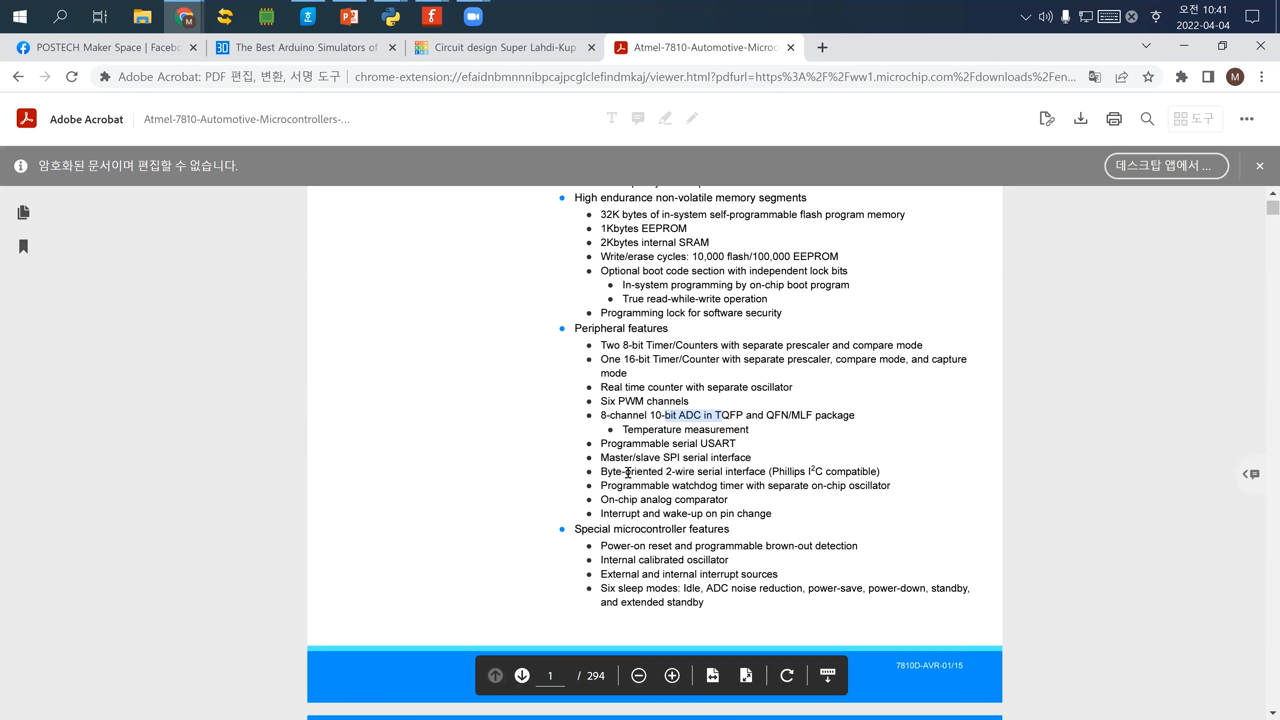 오전 10:41
2022-04-04
POSTECH Maker Space | Facebo
The Best Arduino Simulators of
Circuit design Super Lahdi-Kup
Atmel-7810-Automotive-Microc
Adobe Acrobat: PDF 편집, 변환, 서명 도구 | chrome-extension://efaidnbmnnnibpcajpcglclefindmkaj/viewer.html?pdfurl=https%3A%2F%2Fww1.microchip.com%2Fdownloads%2Fen...
M
Adobe Acrobat Atmel-7810-Automotive-Microcontrollers-...
도구
암호화된 문서이며 편집할 수 없습니다.
데스크탑 앱에서 ...
High endurance non-volatile memory segments
32K bytes of in-system self-programmable flash program memory
1Kbytes EEPROM
2Kbytes internal SRAM
Write/erase cycles: 10,000 flash/100,000 EEPROM
Optional boot code section with independent lock bits
In-system programming by on-chip boot program
True read-while-write operation
Programming lock for software security
Peripheral features
Two 8-bit Timer/Counters with separate prescaler and compare mode
One 16-bit Timer/Counter with separate prescaler, compare mode, and capture
mode
Real time counter with separate oscillator
Six PWM channels
8-channel 10-bit ADC in TQFP and QFN/MLF package
Temperature measurement
Programmable serial USART
Master/slave SPI serial interface
Byte-oriented 2-wire serial interface (Phillips I²C compatible)
Programmable watchdog timer with separate on-chip oscillator
On-chip analog comparator
Interrupt and wake-up on pin change
Special microcontroller features
Power-on reset and programmable brown-out detection
Internal calibrated oscillator
External and internal interrupt sources
Six sleep modes: Idle, ADC noise reduction, power-save, power-down, standby,
and extended standby
7810D-AVR-01/15
1 / 294